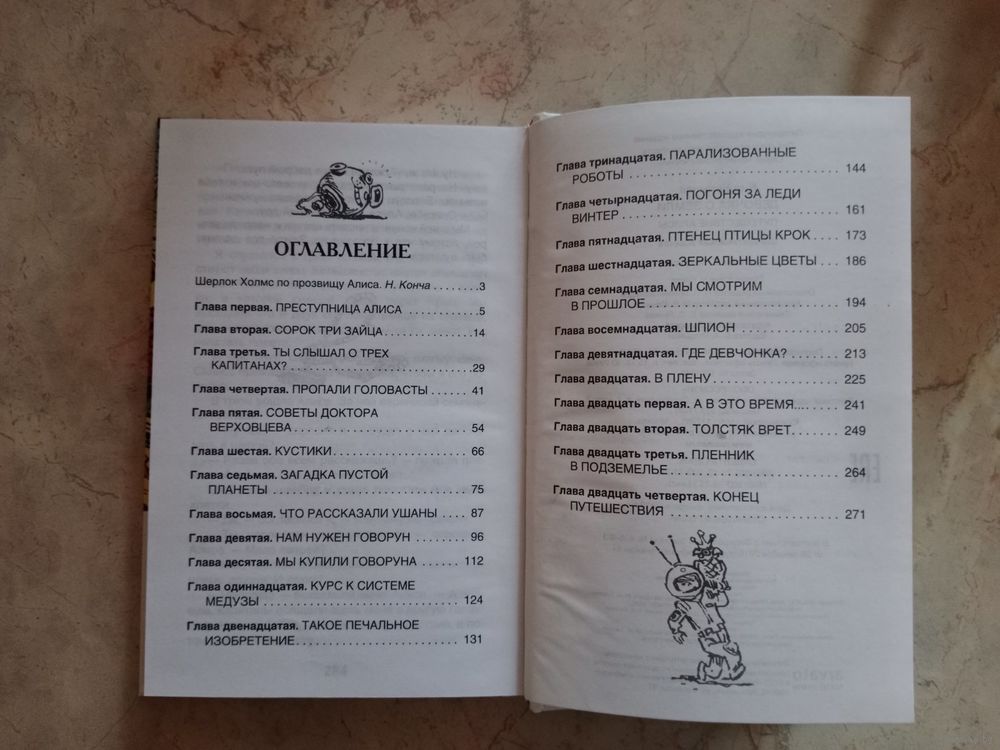 ОГЛАВЛЕНИЕ
Шерлок Холмс по прозвищу Алиса. Н. Конча ........3
Глава первая. ПРЕСТУПНИЦА АЛИСА ............5
Глава вторая. СОРОК ТРИ ЗАЙЦА .............14
Глава третья. ТЫ СЛЫШАЛ О ТРЕХ
КАПИТАНАХ? ..........................29
Глава четвертая. ПРОПАЛИ ГОЛОВАСТЫ ...... 41
Глава пятая. СОВЕТЫ ДОКТОРА
ВЕРХОВЦЕВА .......................... 54
Глава шестая. КУСТИКИ .................... 66
Глава седьмая. ЗАГАДКА ПУСТОЙ
ПЛАНЕТЫ ............................ 75
Глава восьмая. ЧТО РАССКАЗАЛИ УШАНЫ .... 87
Глава девятая. НАМ НУЖЕН ГОВОРУН ........ 96
Глава десятая. МЫ КУПИЛИ ГОВОРУНА ...... 112
Глава одиннадцатая. КУРС К СИСТЕМЕ
МЕДУЗЫ ............................ 124
Глава двенадцатая. ТАКОЕ ПЕЧАЛЬНОЕ
ИЗОБРЕТЕНИЕ ........................ 131
Глава тринадцатая. ПАРАЛИЗОВАННЫЕ
РОБОТЫ ............................ 144
Глава четырнадцатая. ПОГОНЯ ЗА ЛЕДИ
ВИНТЕР ............................ 161
Глава пятнадцатая. ПТЕНЕЦ ПТИЦЫ КРОК .... 173
Глава шестнадцатая. ЗЕРКАЛЬНЫЕ ЦВЕТЫ ... 186
Глава семнадцатая. МЫ СМОТРИМ
В ПРОШЛОЕ ......................... 194
Глава восемнадцатая. ШПИОН .............. 205
Глава девятнадцатая. ГДЕ ДЕВЧОНКА? ....... 213
Глава двадцатая. В ПЛЕНУ ................. 225
Глава двадцать первая. А В ЭТО ВРЕМЯ........ 241
Глава двадцать вторая. ТОЛСТЯК ВРЕТ....... 249
Глава двадцать третья. ПЛЕННИК
В ПОДЗЕМЕЛЬЕ....................... 264
Глава двадцать четвертая. КОНЕЦ
ПУТЕШЕСТВИЯ ...................... 271